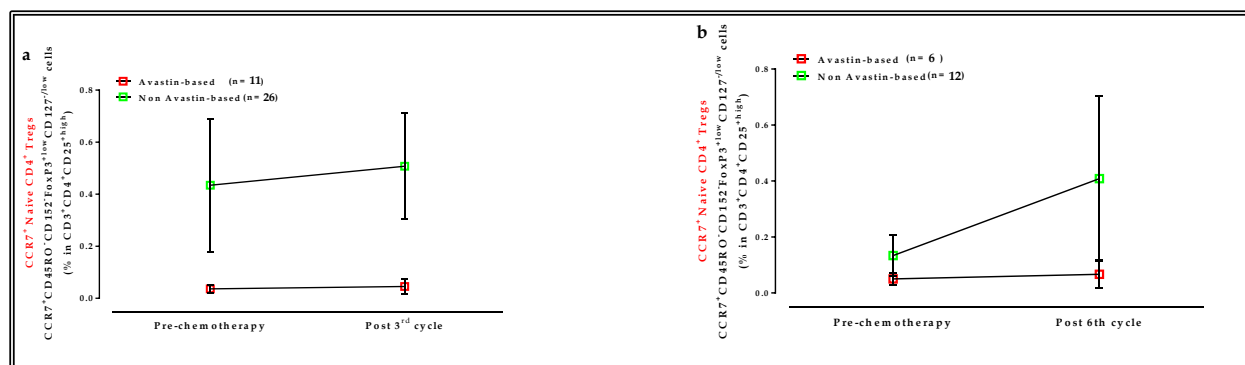 a
Avastin-based (n= 11)
Non Avastin-based (n= 26)
CCR7⁺ Naive CD4⁺ Tregs
CCR7⁺CD45RO⁻CD152⁻FoxP3⁺low CD127⁻/low cells
(% in CD3⁺CD4⁺CD25⁺high)
0.8
0.6
0.4
0.2
0.0
Pre-chemotherapy Post 3rd cycle
b
Avastin-based (n= 6 )
Non Avastin-based (n= 12)
CCR7⁺ Naive CD4⁺ Tregs
CCR7⁺CD45RO⁻CD152⁻FoxP3⁺low CD127⁻/low cells
(% in CD3⁺CD4⁺CD25⁺high)
0.8
0.6
0.4
0.2
0.0
Pre-chemotherapy Post 6th cycle